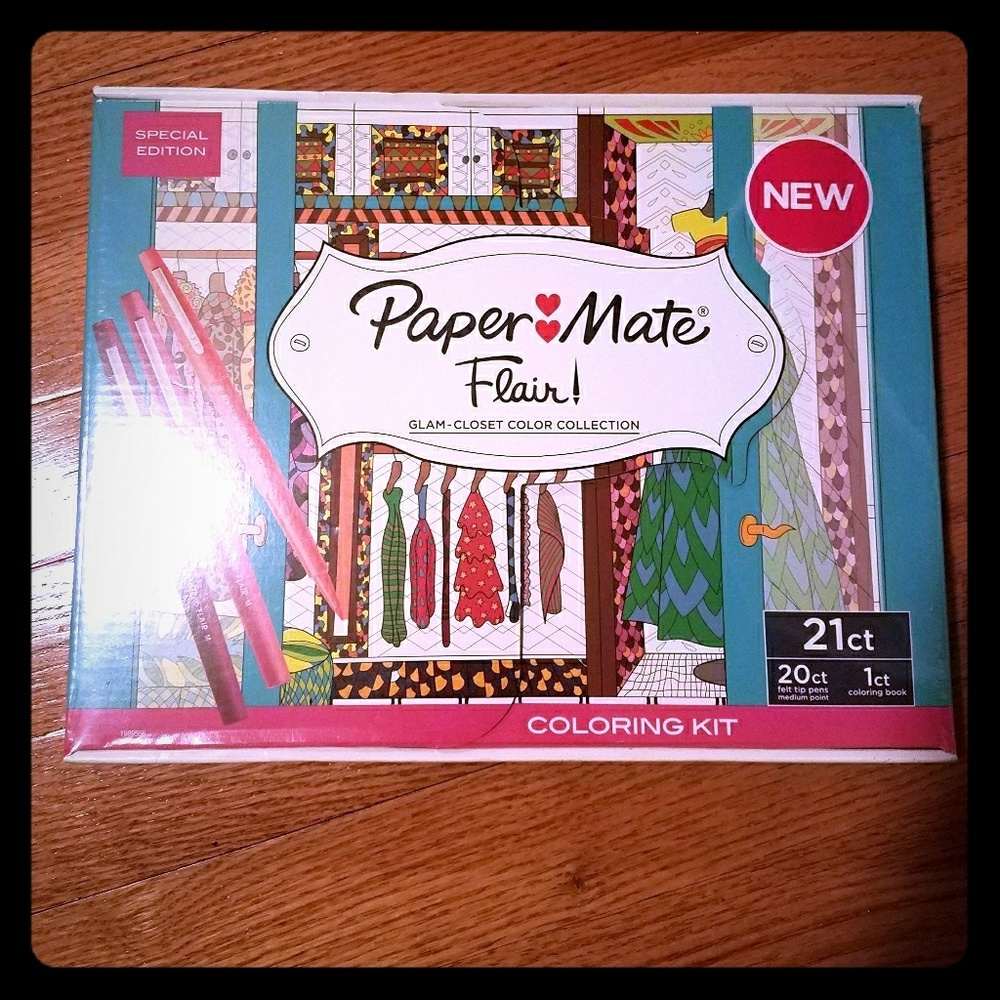 SPECIAL
EDITION
NEW
Paper Mate®
Flair!
GLAM-CLOSET COLOR COLLECTION
FLAIR M
21ct
20ct
felt tip pens
medium point
1ct
coloring book
COLORING KIT